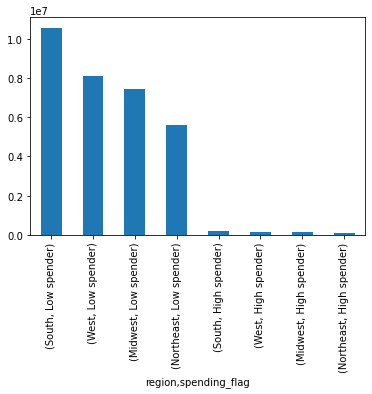 1e7
1.0
0.8
0.6
0.4
0.2
0.0
(South, Low spender)
(West, Low spender)
(Midwest, Low spender)
(Northeast, Low spender)
(South, High spender)
(West, High spender)
(Midwest, High spender)
(Northeast, High spender)
region,spending_flag